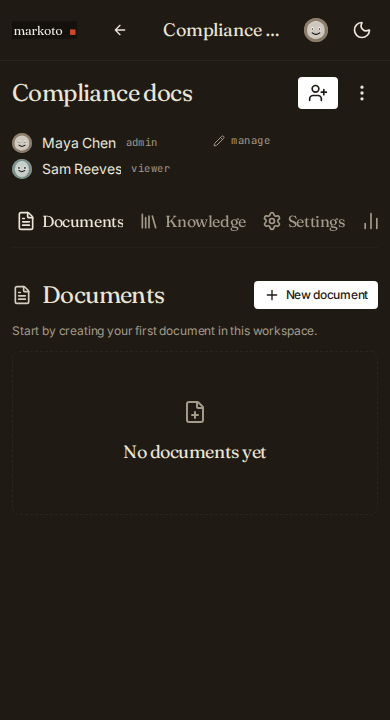 markoto
Compliance ...
Compliance docs
Maya Chen admin manage
Sam Reeves viewer
Documents Knowledge Settings
Documents New document
Start by creating your first document in this workspace.
No documents yet